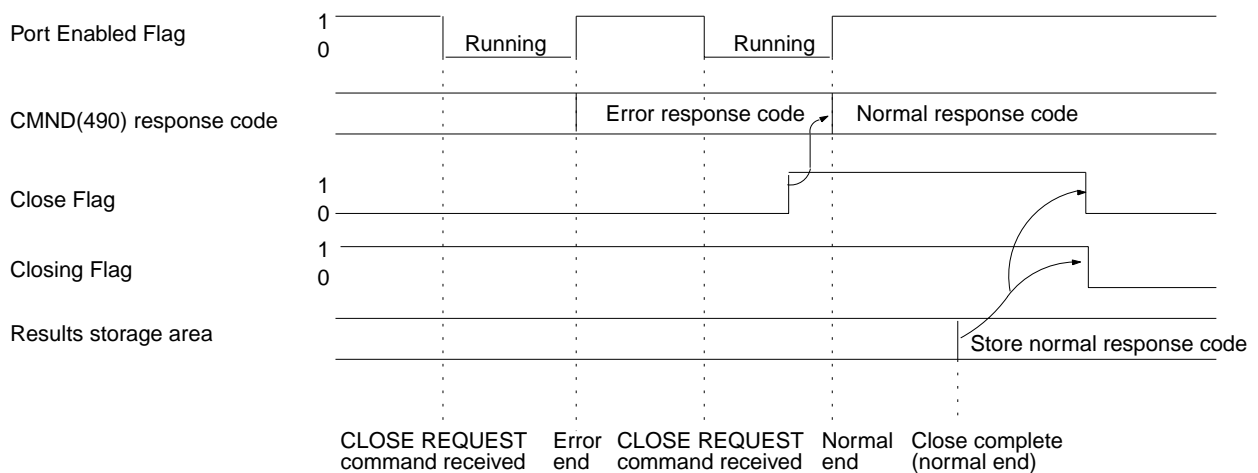 Port Enabled Flag
1
0
Running
Running
CMND(490) response code
Error response code
Normal response code
Close Flag
1
0
Closing Flag
1
0
Results storage area
Store normal response code
CLOSE REQUEST
command received
Error
end
CLOSE REQUEST
command received
Normal
end
Close complete
(normal end)